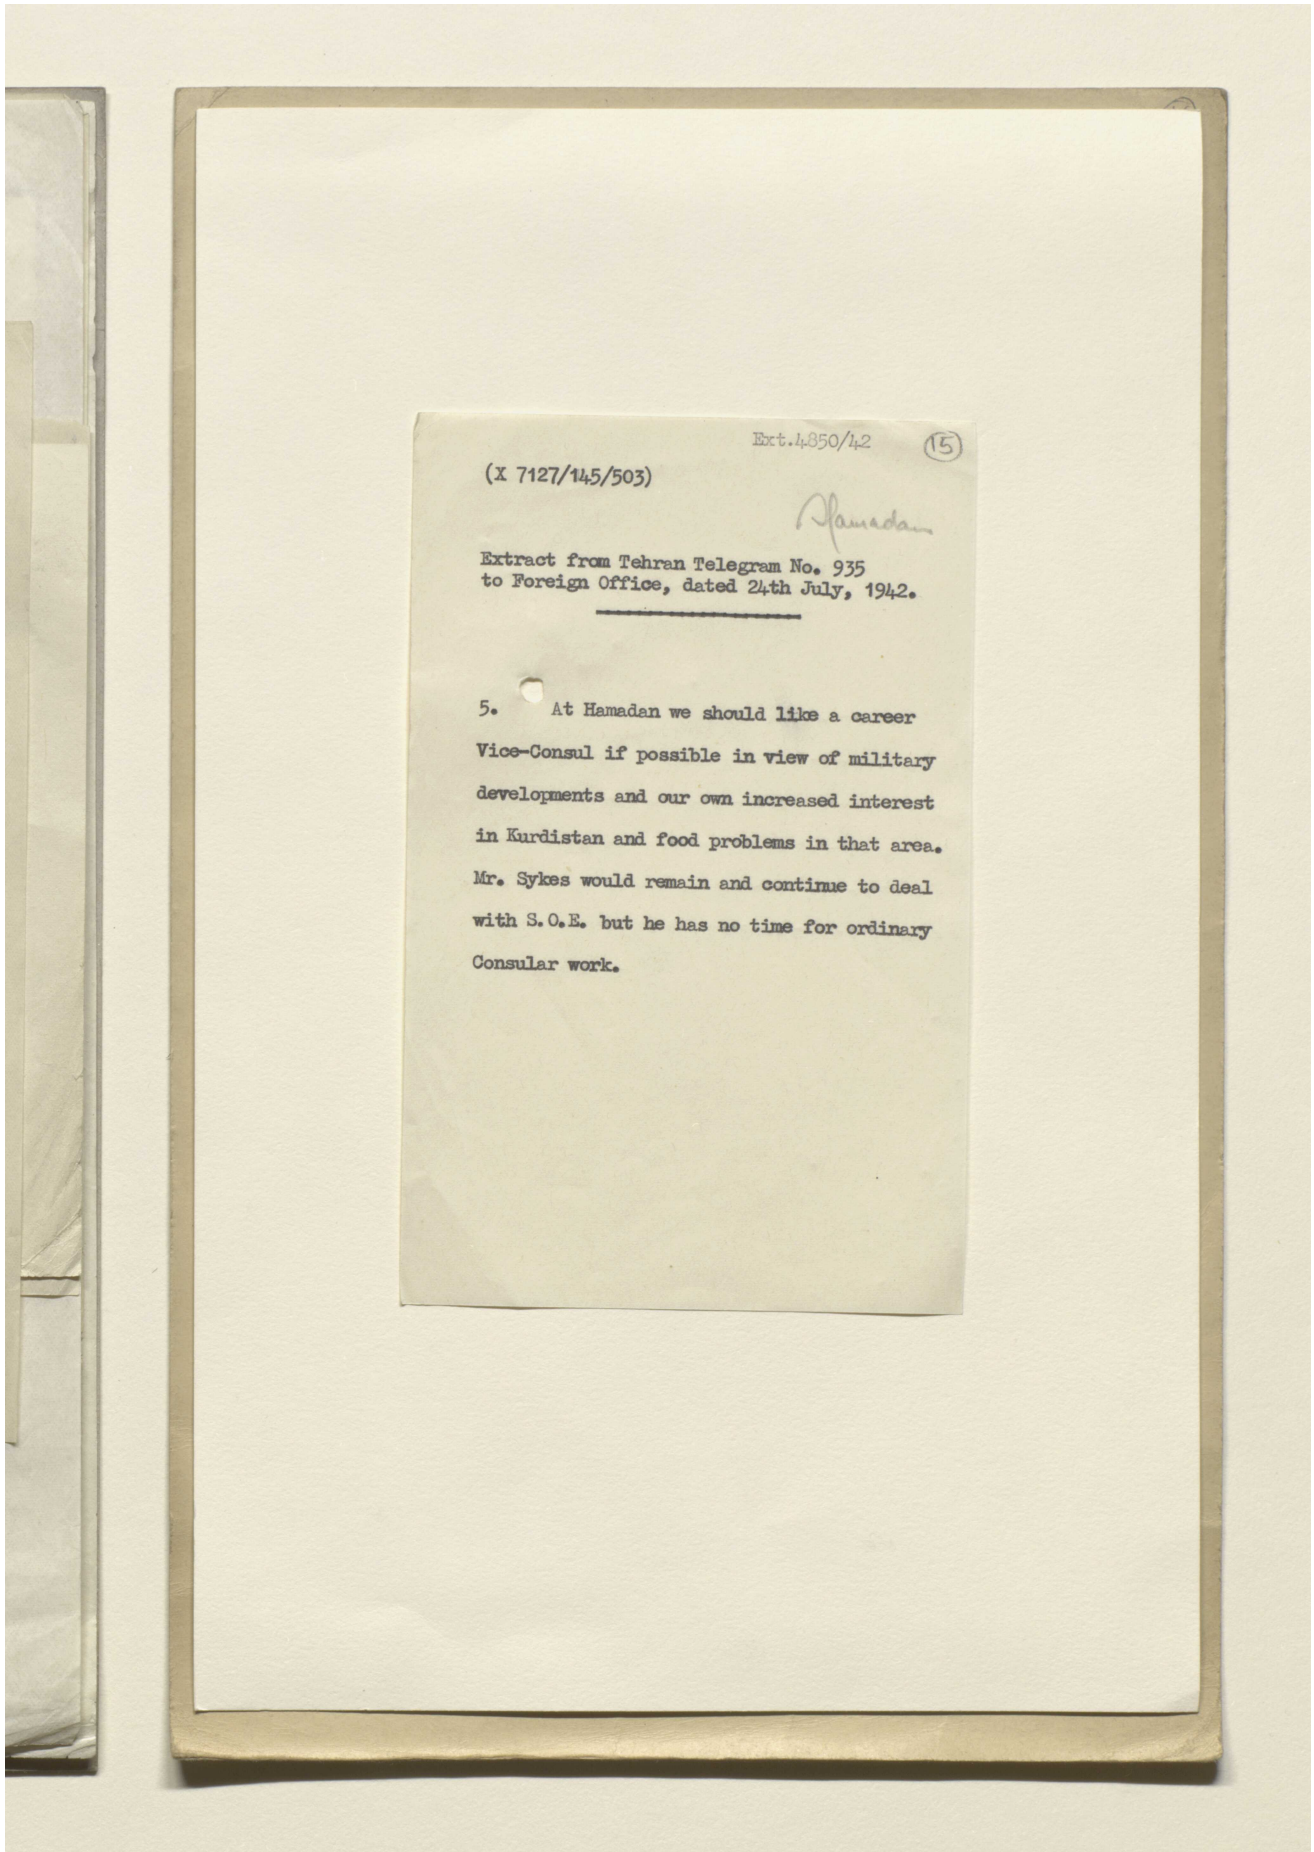 Ext.4850/42
15
(X 7127/145/503)
Hamadan
Extract from Tehran Telegram No. 935
to Foreign Office, dated 24th July, 1942.
5. At Hamadan we should like a career
Vice-Consul if possible in view of military
developments and our own increased interest
in Kurdistan and food problems in that area.
Mr. Sykes would remain and continue to deal
with S.O.E. but he has no time for ordinary
Consular work.